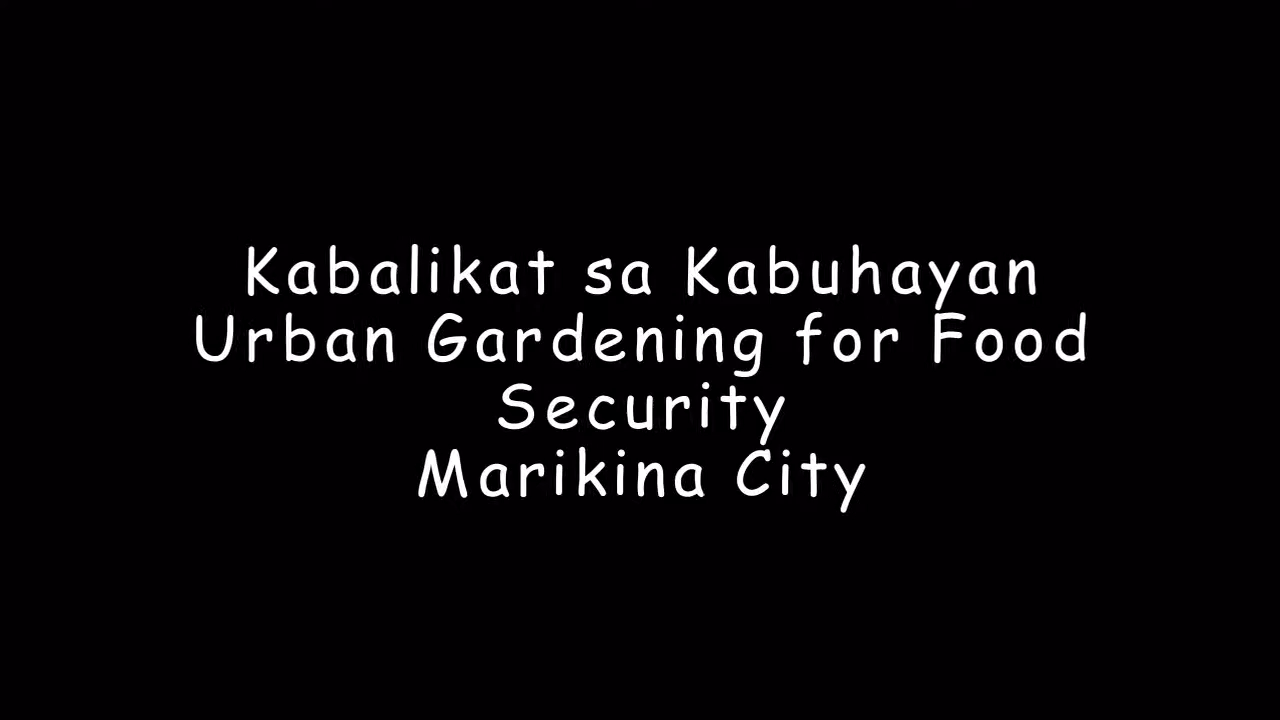 Kabalikat sa Kabuhayan
Urban Gardening for Food
Security
Marikina City